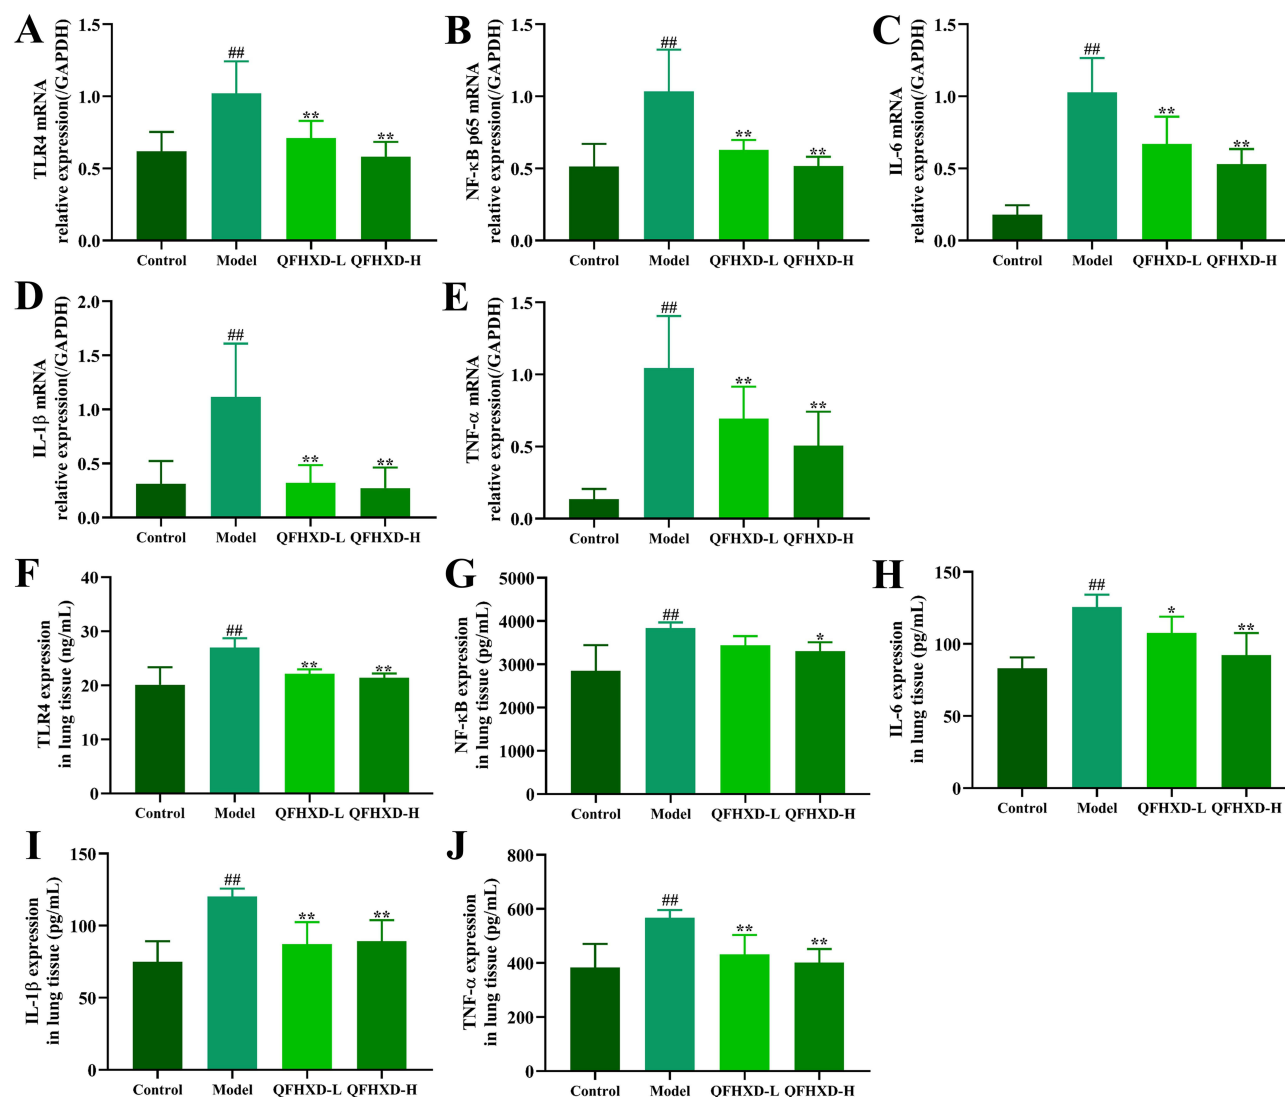 A
TLR4 mRNA
relative expression(/GAPDH)
1.5
1.0
0.5
0.0
##
**
**
Control Model QFHXD-L QFHXD-H
B
NF-κB p65 mRNA
relative expression(/GAPDH)
1.5
1.0
0.5
0.0
##
**
**
Control Model QFHXD-L QFHXD-H
C
IL-6 mRNA
relative expression(/GAPDH)
1.5
1.0
0.5
0.0
##
**
**
Control Model QFHXD-L QFHXD-H
D
IL-1β mRNA
relative expression(/GAPDH)
2.0
1.5
1.0
0.5
0.0
##
**
**
Control Model QFHXD-L QFHXD-H
E
TNF-α mRNA
relative expression(/GAPDH)
1.5
1.0
0.5
0.0
##
**
**
Control Model QFHXD-L QFHXD-H
F
TLR4 expression
in lung tissue (ng/mL)
40
30
20
10
0
##
**
**
Control Model QFHXD-L QFHXD-H
G
NF-κB expression
in lung tissue (pg/mL)
5000
4000
3000
2000
1000
0
##
*
Control Model QFHXD-L QFHXD-H
H
IL-6 expression
in lung tissue (pg/mL)
150
100
50
0
##
*
**
Control Model QFHXD-L QFHXD-H
I
IL-1β expression
in lung tissue (pg/mL)
150
100
50
0
##
**
**
Control Model QFHXD-L QFHXD-H
J
TNF-α expression
in lung tissue (pg/mL)
800
600
400
200
0
##
**
**
Control Model QFHXD-L QFHXD-H